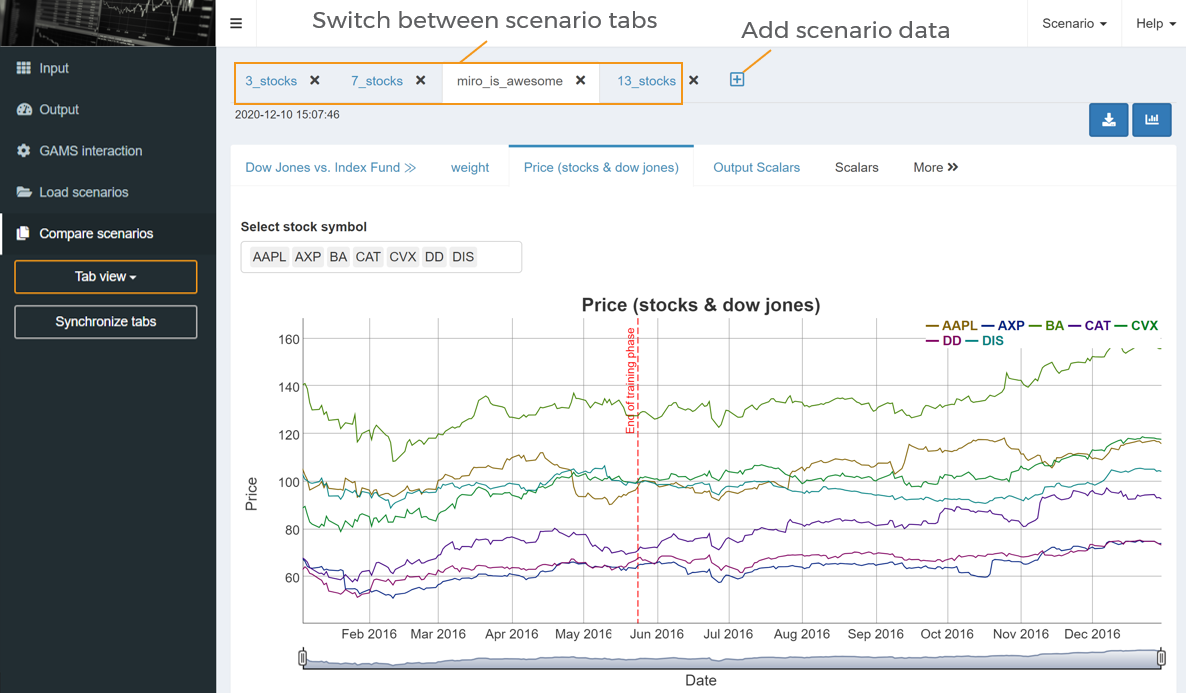 Switch between scenario tabs
Add scenario data
Scenario
Help
Input
Output
GAMS interaction
Load scenarios
Compare scenarios
Tab view
Synchronize tabs
3_stocks
7_stocks
miro_is_awesome
13_stocks
2020-12-10 15:07:46
Dow Jones vs. Index Fund
weight
Price (stocks & dow jones)
Output Scalars
Scalars
More
Select stock symbol
AAPL AXP BA CAT CVX DD DIS
Price (stocks & dow jones)
AAPL AXP BA CAT CVX
DD DIS
End of training phase
160
140
120
100
80
60
Price
Feb 2016 Mar 2016 Apr 2016 May 2016 Jun 2016 Jul 2016 Aug 2016 Sep 2016 Oct 2016 Nov 2016 Dec 2016
Date